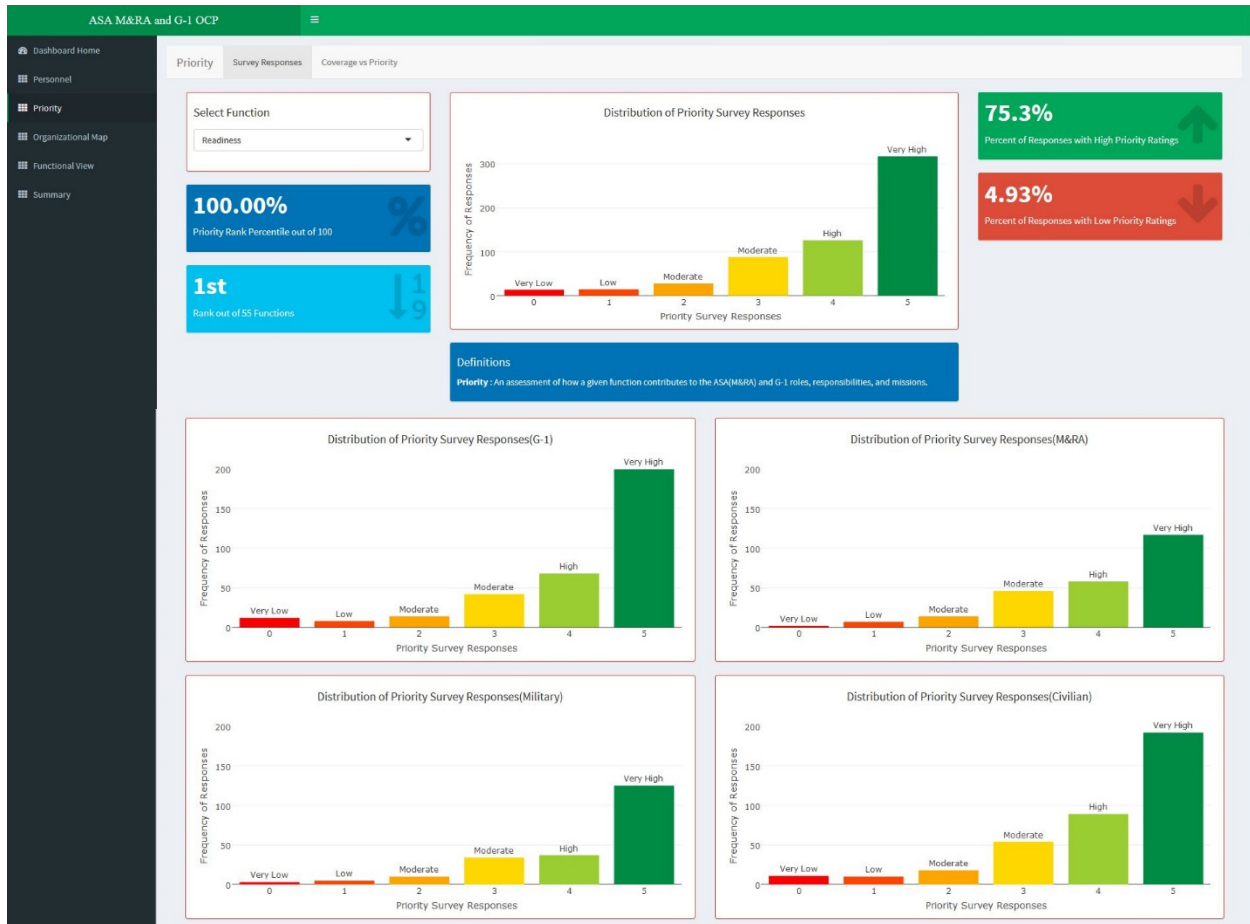 ASA M&RA and G-1 OCP
Dashboard Home
Personnel
Priority
Organizational Map
Functional View
Summary
Priority
Survey Responses
Coverage vs Priority
Select Function
Readiness
100.00%
Priority Rank Percentile out of 100
%
1st
Rank out of 55 Functions
1
9
Distribution of Priority Survey Responses
Frequency of Responses
300
200
100
0
Very Low
Low
Moderate
Moderate
High
Very High
0 1 2 3 4 5
Priority Survey Responses
75.3%
Percent of Responses with High Priority Ratings
4.93%
Percent of Responses with Low Priority Ratings
Definitions
Priority : An assessment of how a given function contributes to the ASA(M&RA) and G-1 roles, responsibilities, and missions.
Distribution of Priority Survey Responses(G-1)
Frequency of Responses
200
150
100
50
0
Very Low
Low
Moderate
Moderate
High
Very High
0 1 2 3 4 5
Priority Survey Responses
Distribution of Priority Survey Responses(M&RA)
Frequency of Responses
200
150
100
50
0
Very Low
Low
Moderate
Moderate
High
Very High
0 1 2 3 4 5
Priority Survey Responses
Distribution of Priority Survey Responses(Military)
Frequency of Responses
200
150
100
50
0
Very Low
Low
Moderate
Moderate
High
Very High
0 1 2 3 4 5
Priority Survey Responses
Distribution of Priority Survey Responses(Civilian)
Frequency of Responses
200
150
100
50
0
Very Low
Low
Moderate
Moderate
High
Very High
0 1 2 3 4 5
Priority Survey Responses